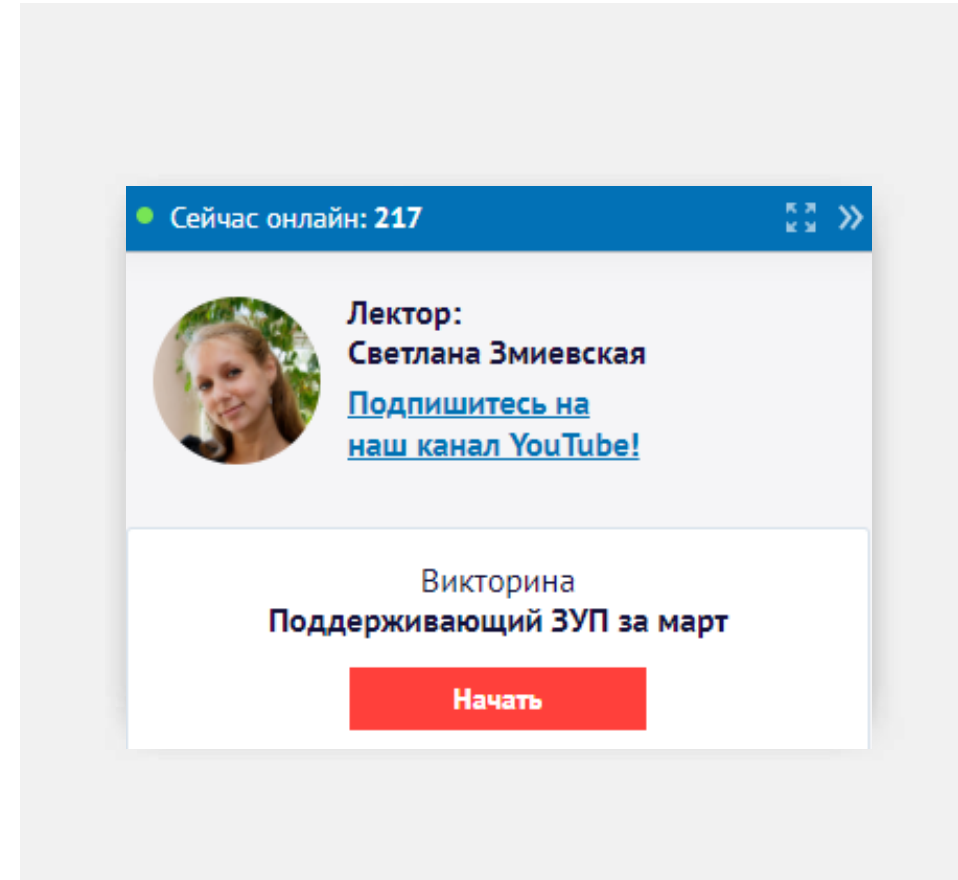 Сейчас онлайн: 217
Лектор:
Светлана Змиевская
Подпишитесь на
наш канал YouTube!
Викторина
Поддерживающий ЗУП за март
Начать